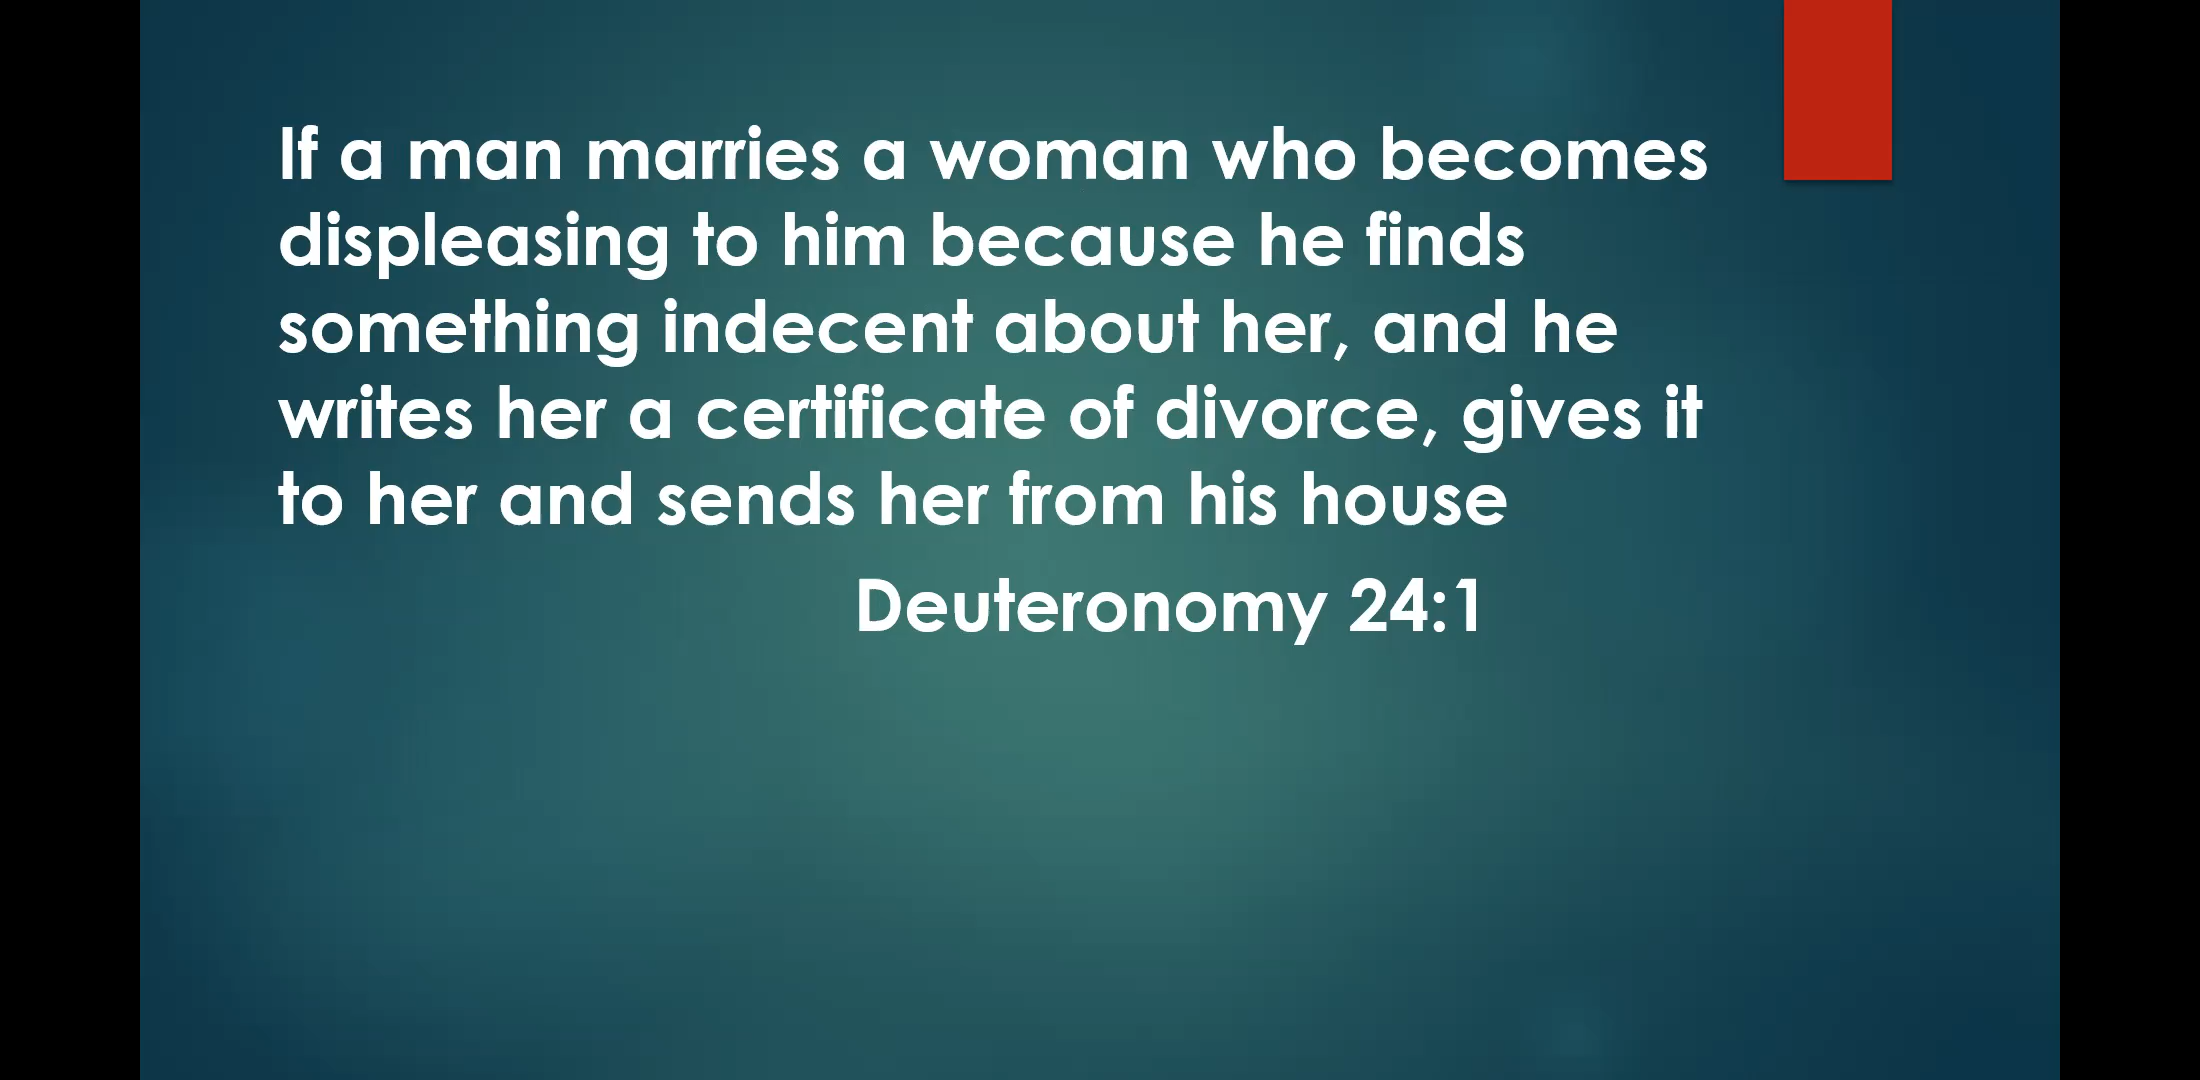 If a man marries a woman who becomes
displeasing to him because he finds
something indecent about her, and he
writes her a certificate of divorce, gives it
to her and sends her from his house
Deuteronomy 24:1